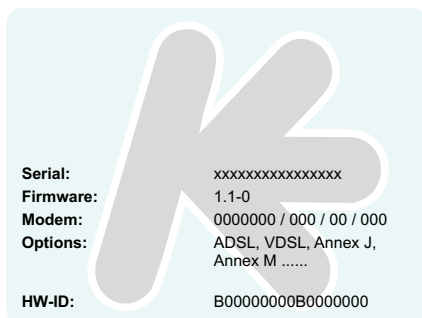 Serial: xxxxxxxxxxxxxxxx
Firmware: 1.1-0
Modem: 0000000 / 000 / 00 / 000
Options: ADSL, VDSL, Annex J,
Annex M ......
HW-ID: B00000000B0000000